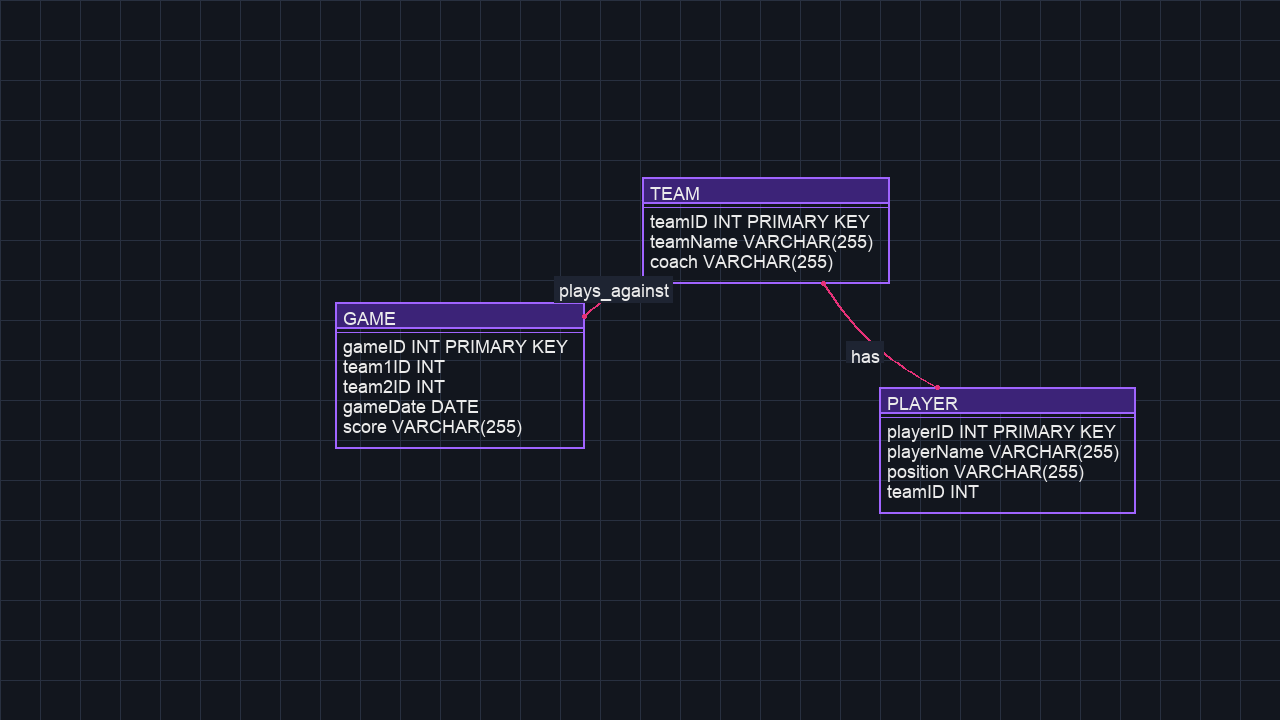 TEAM
teamID INT PRIMARY KEY
teamName VARCHAR(255)
coach VARCHAR(255)
plays_against
GAME
gameID INT PRIMARY KEY
team1ID INT
team2ID INT
gameDate DATE
score VARCHAR(255)
has
PLAYER
playerID INT PRIMARY KEY
playerName VARCHAR(255)
position VARCHAR(255)
teamID INT